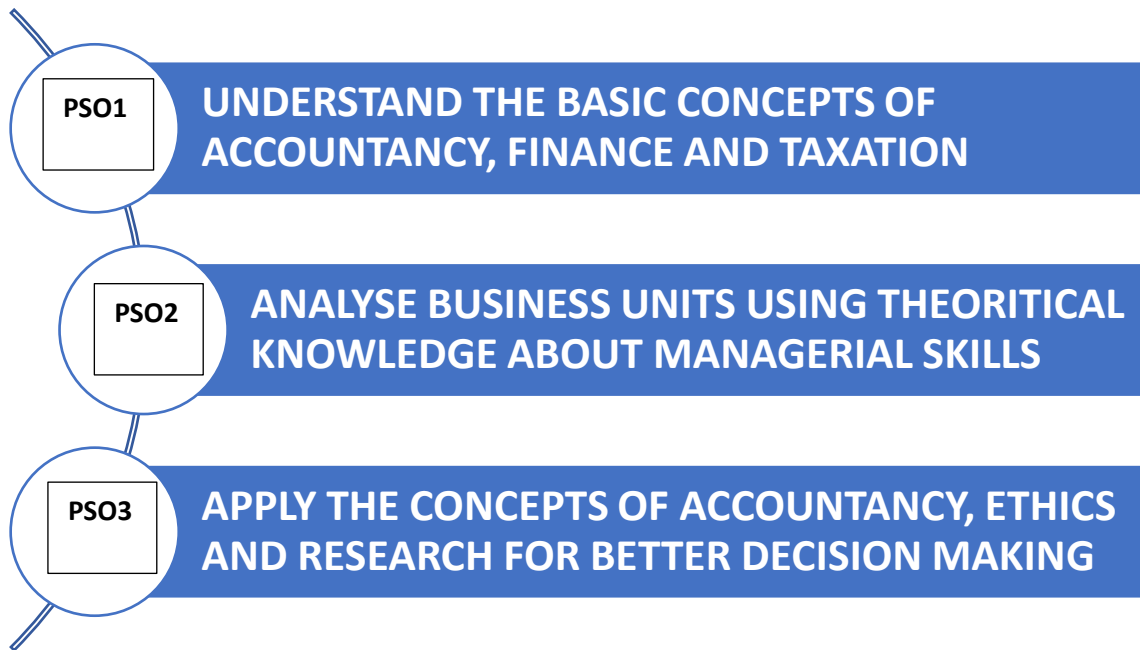 PSO1
UNDERSTAND THE BASIC CONCEPTS OF
ACCOUNTANCY, FINANCE AND TAXATION
PSO2
ANALYSE BUSINESS UNITS USING THEORITICAL
KNOWLEDGE ABOUT MANAGERIAL SKILLS
PSO3
APPLY THE CONCEPTS OF ACCOUNTANCY, ETHICS
AND RESEARCH FOR BETTER DECISION MAKING